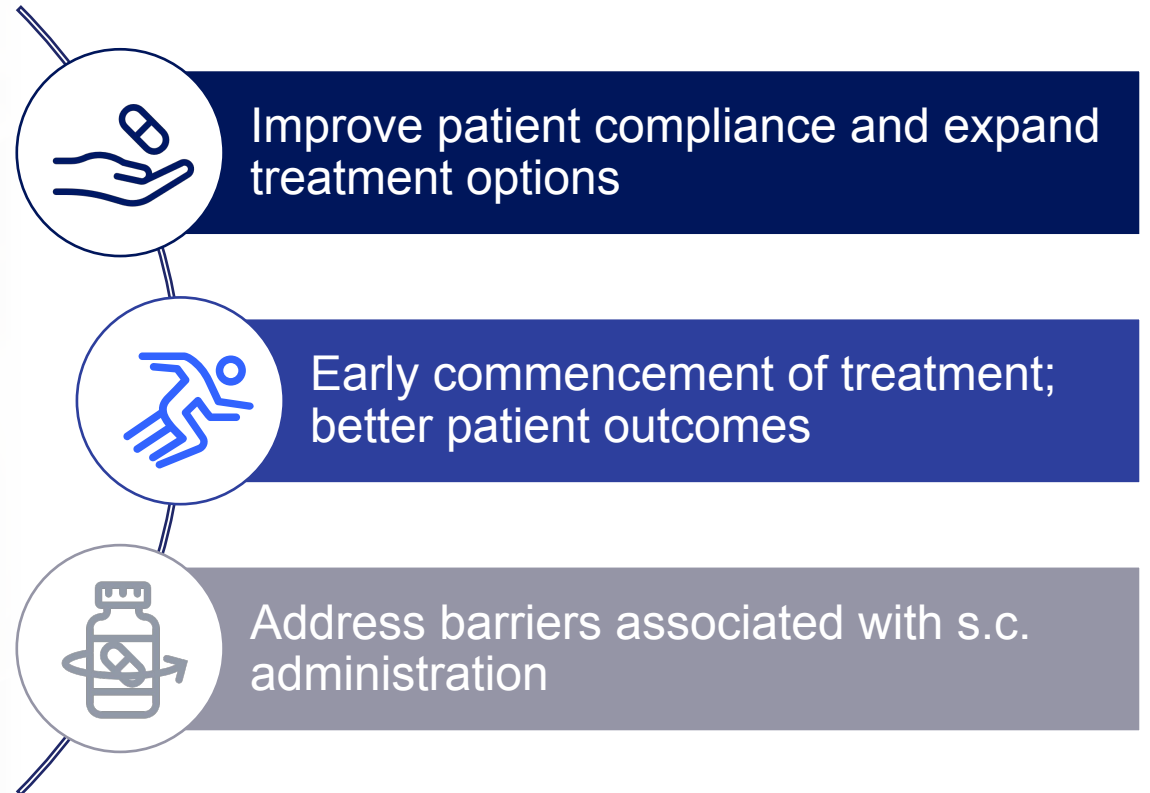 Improve patient compliance and expand
treatment options
Early commencement of treatment;
better patient outcomes
Address barriers associated with s.c.
administration